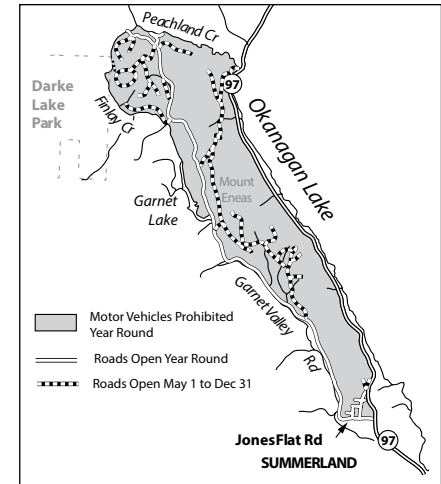 Peachland Cr
97
Darke
Lake
Park
Finlay Cr
Okanagan Lake
Mount
Eneas
Garnet
Lake
Garnet Valley
Rd
Motor Vehicles Prohibited
Year Round
Roads Open Year Round
Roads Open May 1 to Dec 31
JonesFlat Rd
97
SUMMERLAND